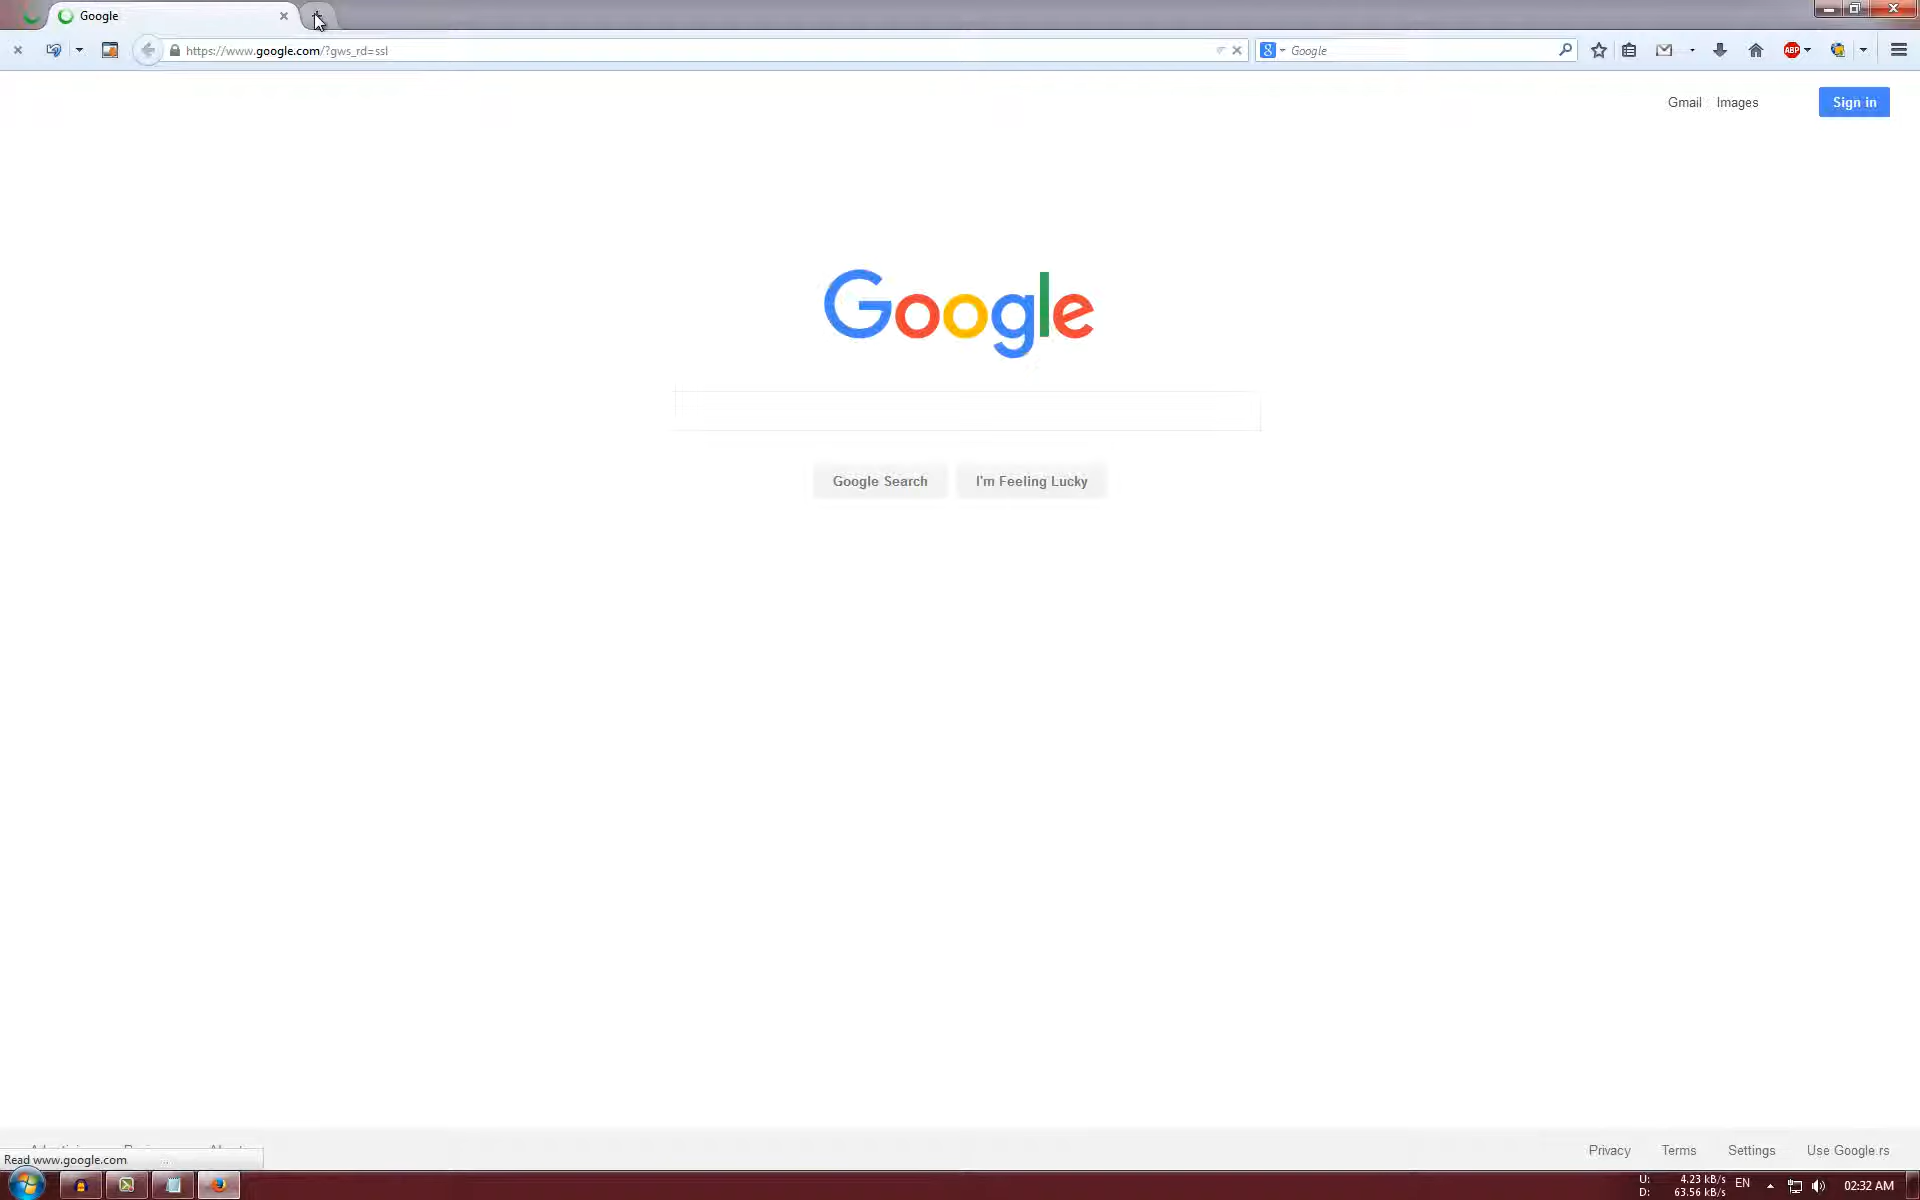 Google
https://www.google.com/?gws_rd=ssl
Google
ABP
Gmail Images Sign in
Google
Google Search I'm Feeling Lucky
Privacy Terms Settings Use Google.rs
Read www.google.com
U: 4.23 kB/s
D: 63.56 kB/s
EN
02:32 AM